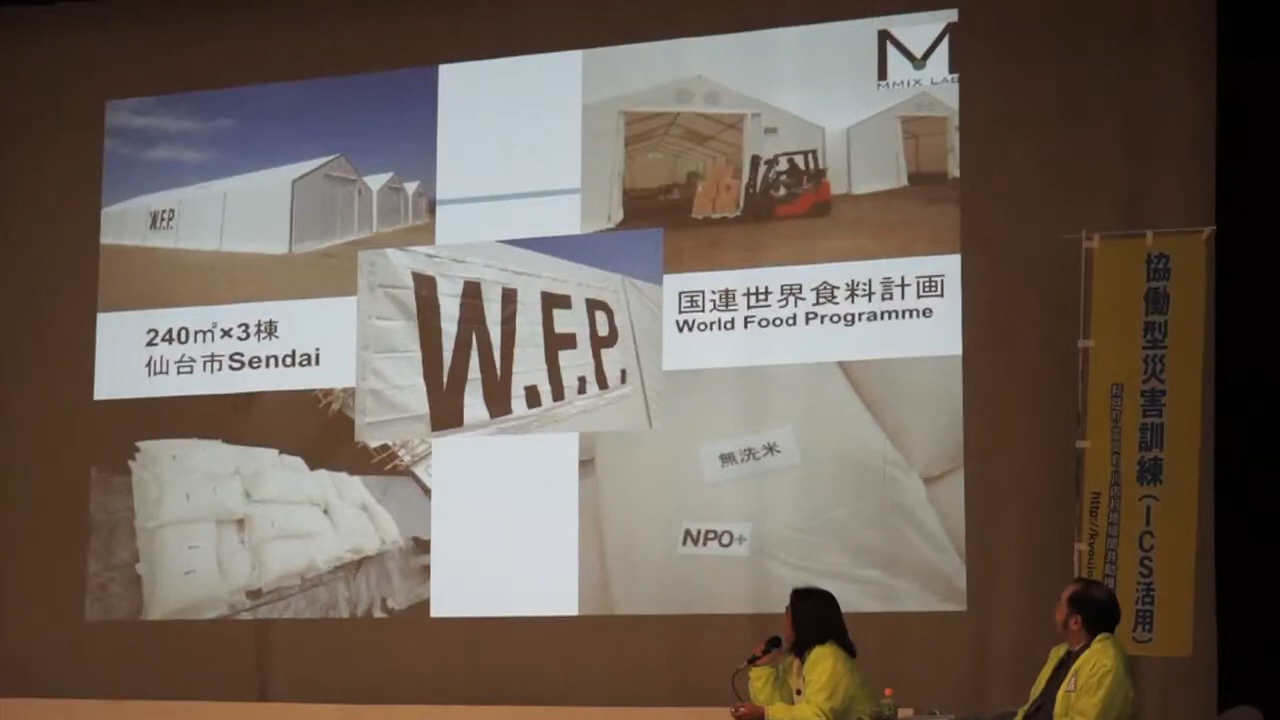 M
MMIX LAB
W.F.P.
240㎡×3棟
仙台市Sendai
W.F.P.
国連世界食料計画
World Food Programme
無洗米
NPO+
協働型災害訓練(ICS活用)